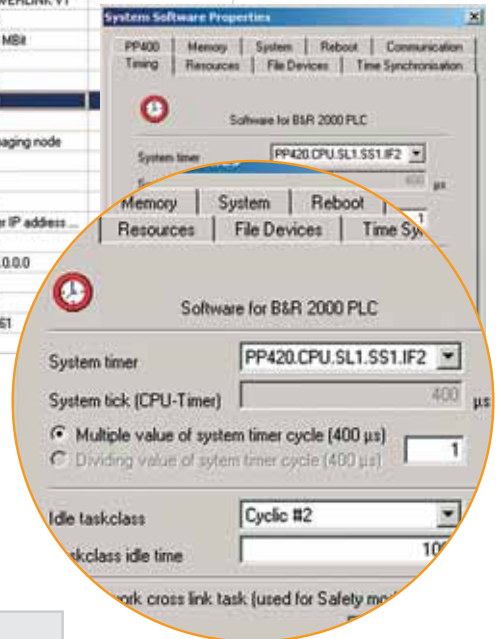 MBit
aging node
IP address ...
0.0.0
System Software Properties
PP400 Memory System Reboot Communication
Timing Resources File Devices Time Synchronisation
Software for B&R 2000 PLC
System timer PP420.CPU.SL1.SS1.IF2
400 µs
1
Memory System Reboot
Resources File Devices Time Sy
Software for B&R 2000 PLC
System timer PP420.CPU.SL1.SS1.IF2
System tick (CPU-Timer) 400 µs
Multiple value of system timer cycle (400 µs) 1
Dividing value of sytem timer cycle (400 µs)
Idle taskclass Cyclic #2
skclass idle time 100
ork cross link task (used for Safety mo